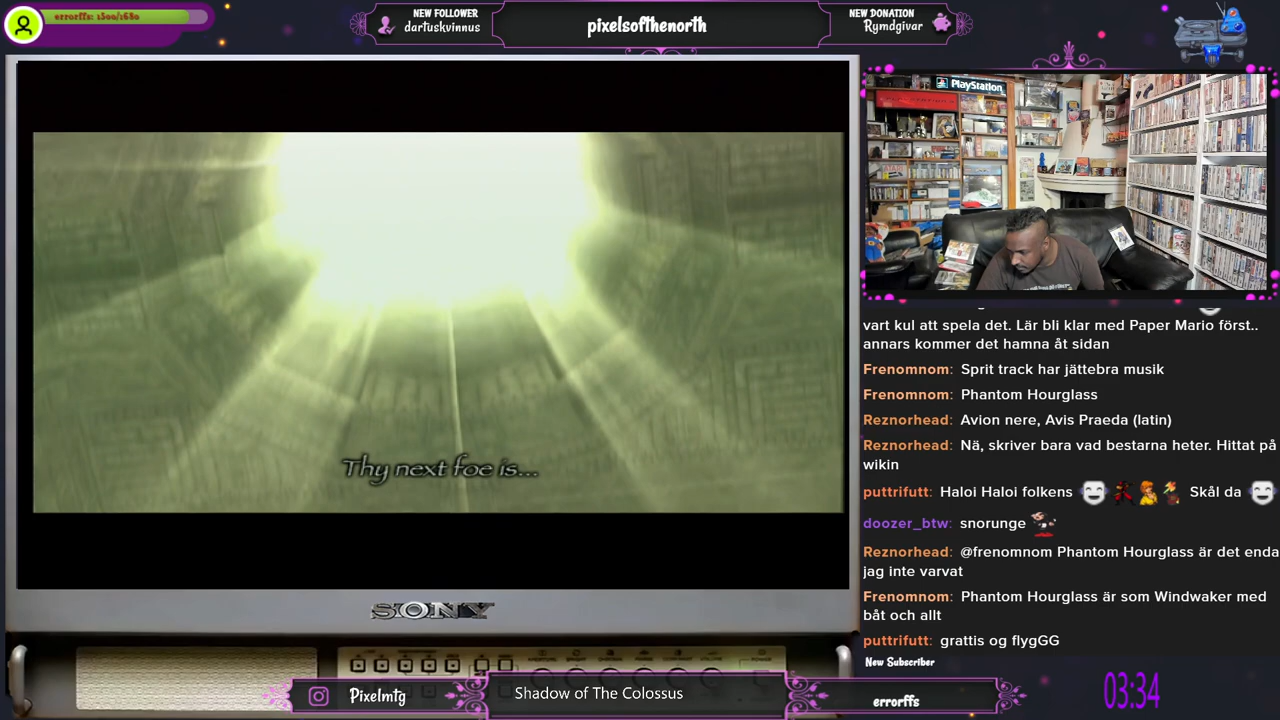 errorffs: 1500/1680
NEW FOLLOWER
dartuskvinnus
pixelsofthenorth
NEW DONATION
Rymdgivar
PlayStation
vart kul att spela det. Lär bli klar med Paper Mario först..
annars kommer det hamna åt sidan
Frenomnom: Sprit track har jättebra musik
Frenomnom: Phantom Hourglass
Reznorhead: Avion nere, Avis Praeda (latin)
Reznorhead: Nä, skriver bara vad bestarna heter. Hittat på
wikin
puttrifutt: Haloi Haloi folkens Skål da
doozer_btw: snorunge
Reznorhead: @frenomnom Phantom Hourglass är det enda
jag inte varvat
Frenomnom: Phantom Hourglass är som Windwaker med
båt och allt
puttrifutt: grattis og flygGG
Thy next foe is...
SONY
New Subscriber
Pixelmtg
Shadow of The Colossus
errorffs
03:34